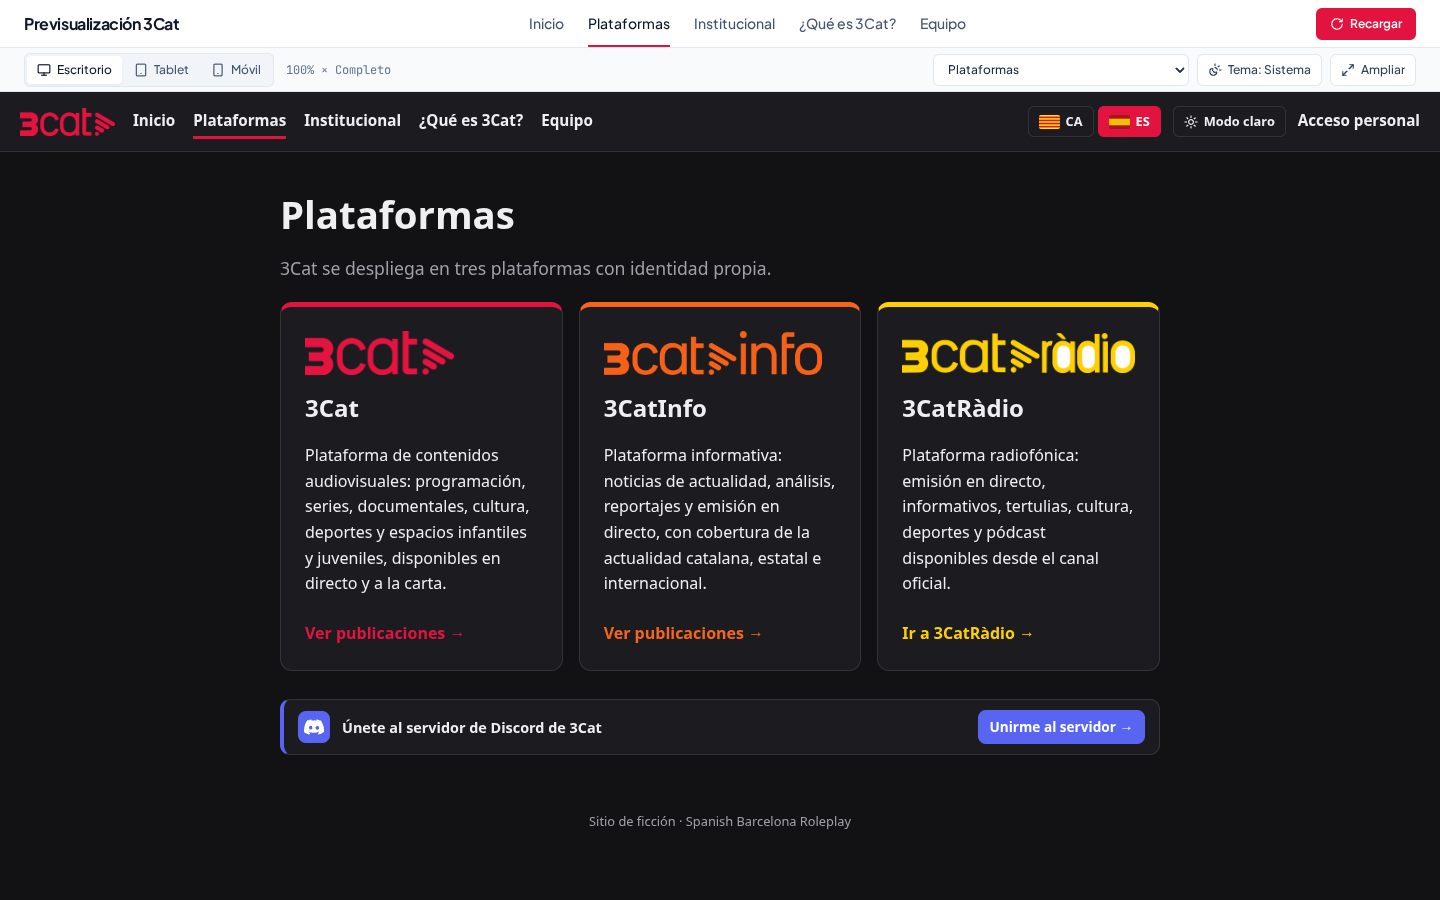 Previsualización 3Cat
Inicio
Plataformas
Institucional
¿Qué es 3Cat?
Equipo
Recargar
Escritorio
Tablet
Móvil
100% × Completo
Plataformas
Tema: Sistema
Ampliar
3cat
Inicio
Plataformas
Institucional
¿Qué es 3Cat?
Equipo
CA
ES
Modo claro
Acceso personal
Plataformas
3Cat se despliega en tres plataformas con identidad propia.
3cat
3Cat
Plataforma de contenidos
audiovisuales: programación,
series, documentales, cultura,
deportes y espacios infantiles
y juveniles, disponibles en
directo y a la carta.
Ver publicaciones →
3cat info
3CatInfo
Plataforma informativa:
noticias de actualidad, análisis,
reportajes y emisión en
directo, con cobertura de la
actualidad catalana, estatal e
internacional.
Ver publicaciones →
3cat ràdio
3CatRàdio
Plataforma radiofónica:
emisión en directo,
informativos, tertulias, cultura,
deportes y pódcast
disponibles desde el canal
oficial.
Ir a 3CatRàdio →
Únete al servidor de Discord de 3Cat
Unirme al servidor →
Sitio de ficción · Spanish Barcelona Roleplay